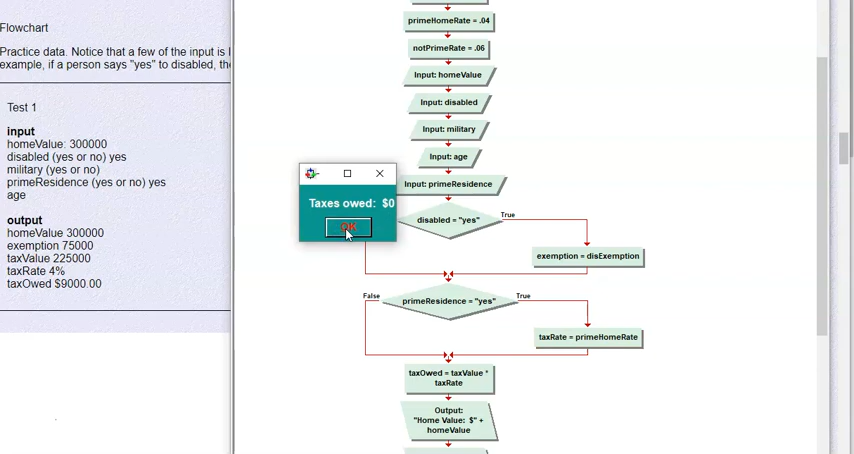 Flowchart
Practice data. Notice that a few of the input is
example, if a person says "yes" to disabled, the
Test 1
input
homeValue: 300000
disabled (yes or no) yes
military (yes or no)
primeResidence (yes or no) yes
age
output
homeValue 300000
exemption 75000
taxValue 225000
taxRate 4%
taxOwed $9000.00
primeHomeRate = .04
notPrimeRate = .06
Input: homeValue
Input: disabled
Input: military
Input: age
Input: primeResidence
Taxes owed: $0
OK
disabled = "yes"
True
exemption = disExemption
False
primeResidence = "yes"
True
taxRate = primeHomeRate
taxOwed = taxValue *
taxRate
Output:
"Home Value: $" +
homeValue